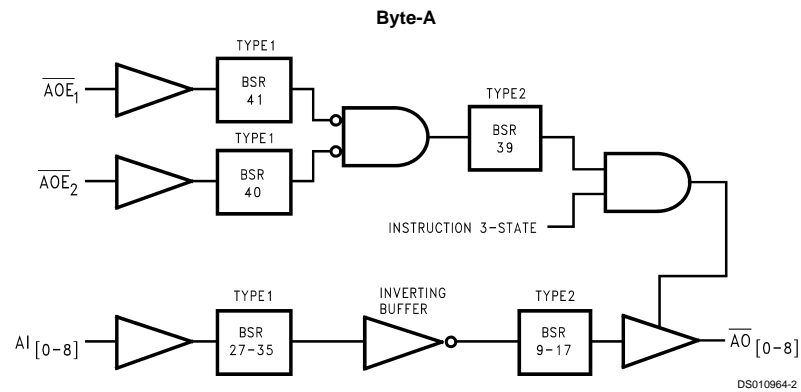 Byte-A
TYPE1
BSR
41
AOE1
TYPE2
BSR
39
TYPE1
BSR
40
AOE2
INSTRUCTION 3-STATE
TYPE1
BSR
27-35
INVERTING
BUFFER
TYPE2
BSR
9-17
AI[0-8]
AO[0-8]
DS010964-2